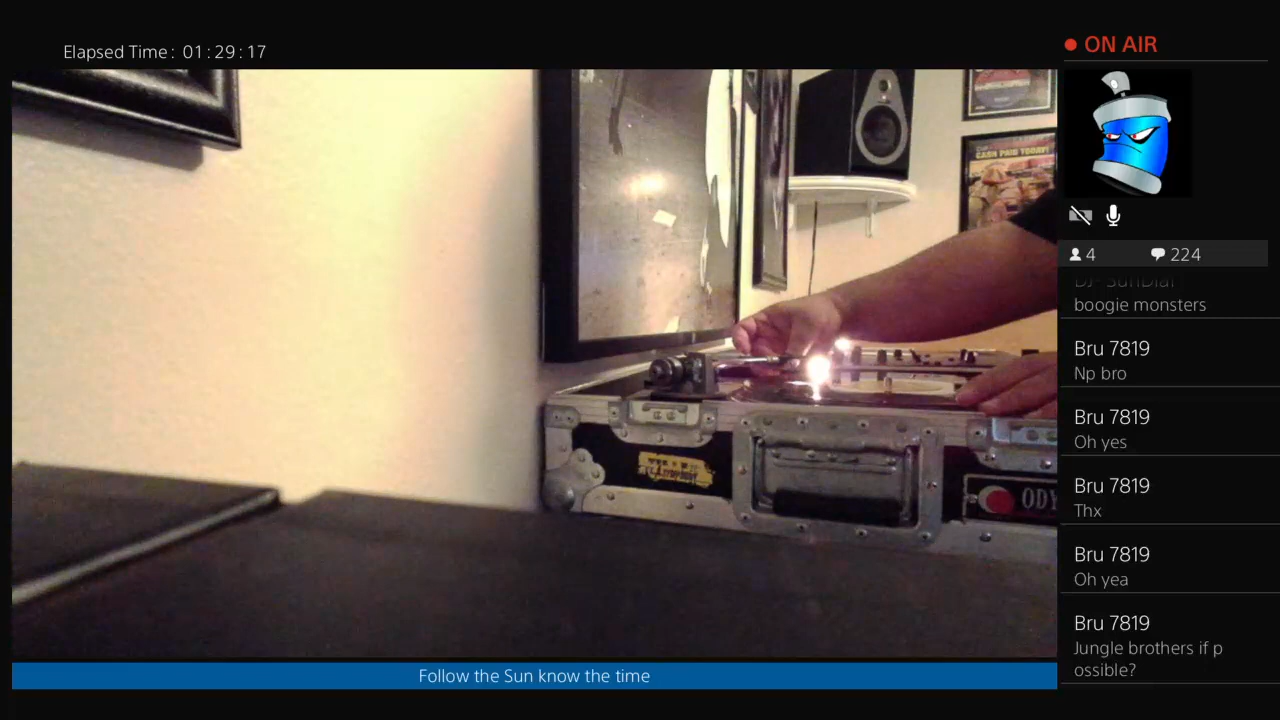 Elapsed Time: 01:29:17
ON AIR
CASH PAID TODAY!
4
224
DJ- SunDial
boogie monsters
Bru 7819
Np bro
Bru 7819
Oh yes
Bru 7819
Thx
Bru 7819
Oh yea
ODY
Bru 7819
Jungle brothers if p
ossible?
Follow the Sun know the time